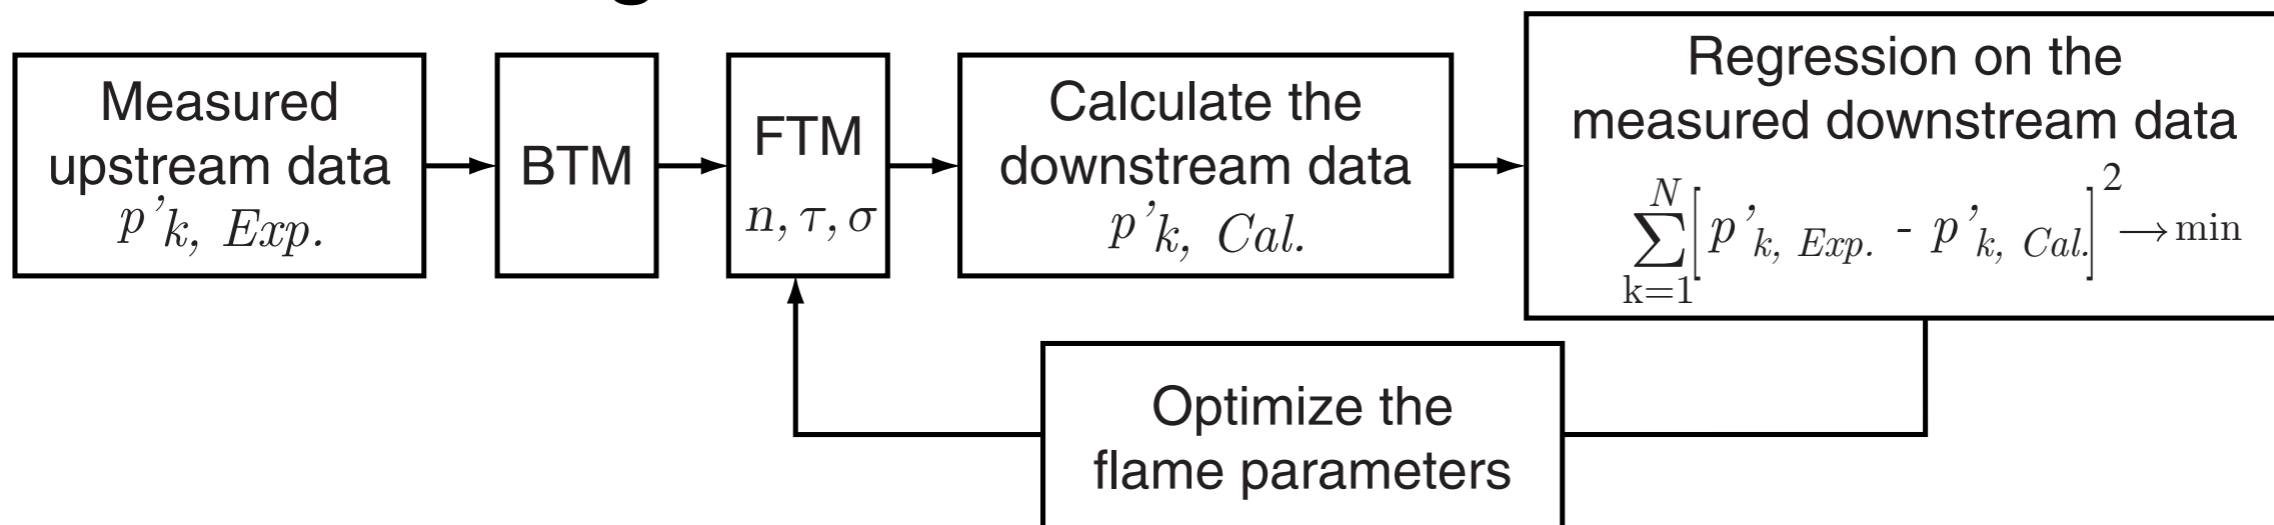 Measured
upstream data
p'k, Exp.
BTM
FTM
n, τ, σ
Calculate the
downstream data
p'k, Cal.
Regression on the
measured downstream data
N
∑[p'k, Exp. - p'k, Cal.]² → min
k=1
Optimize the
flame parameters